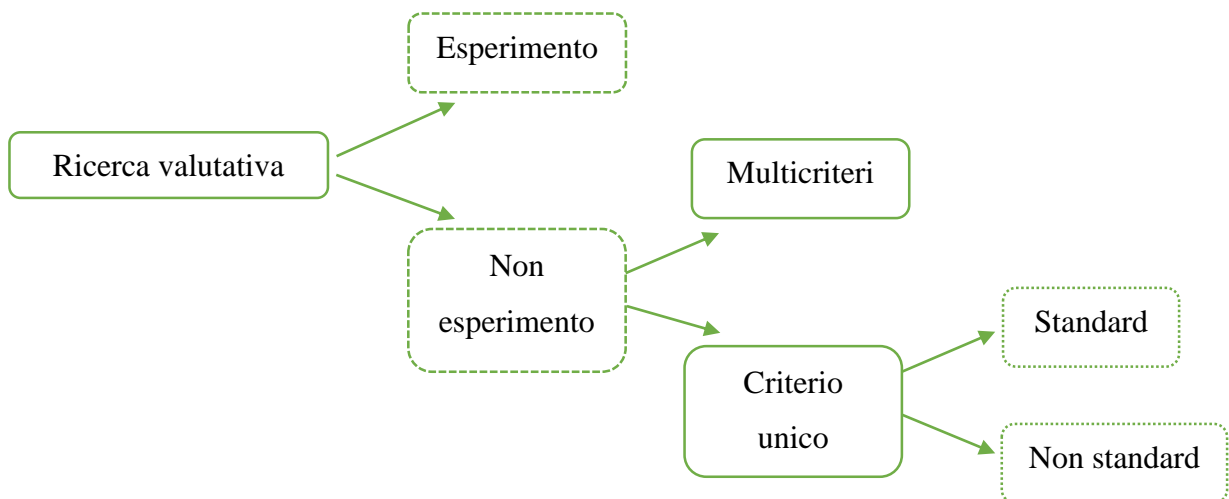 Esperimento
Ricerca valutativa
Multicriteri
Non
esperimento
Standard
Criterio
unico
Non standard